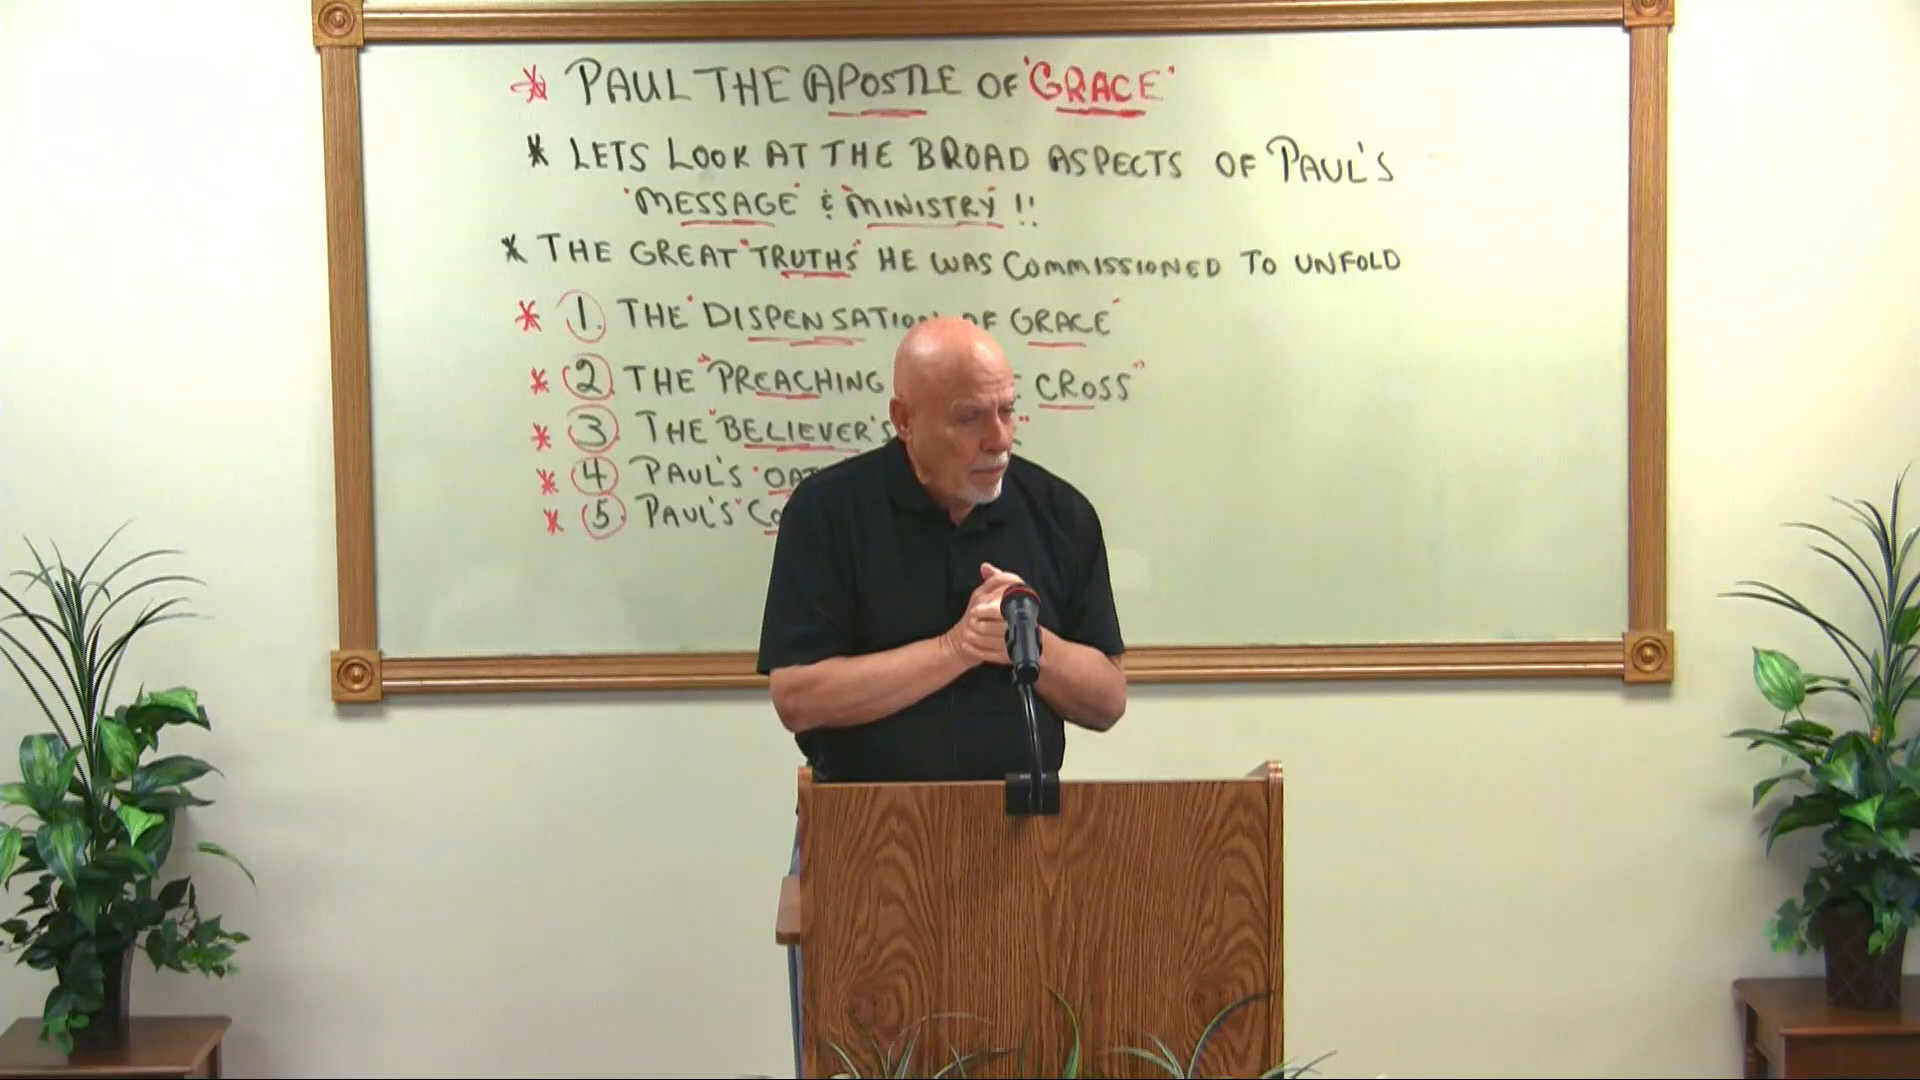 * PAUL THE APOSTLE OF "GRACE"
* LETS LOOK AT THE BROAD ASPECTS OF PAUL'S
"MESSAGE" & "MINISTRY" !!
* THE GREAT "TRUTHS" HE WAS COMMISSIONED TO UNFOLD
* 1. THE "DISPENSATION OF GRACE"
* 2. THE "PREACHING CROSS"
* 3. THE "BELIEVER'S
* 4. PAUL'S
* 5. PAUL'S